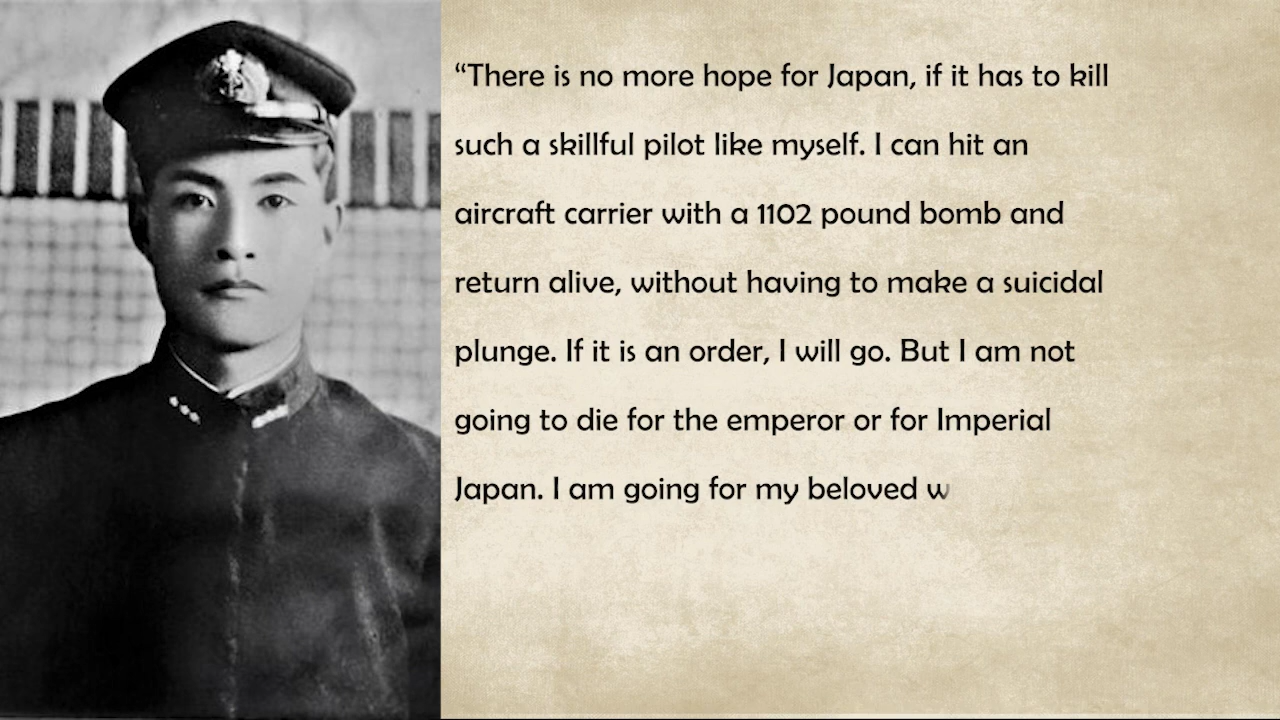 “There is no more hope for Japan, if it has to kill
such a skillful pilot like myself. I can hit an
aircraft carrier with a 1102 pound bomb and
return alive, without having to make a suicidal
plunge. If it is an order, I will go. But I am not
going to die for the emperor or for Imperial
Japan. I am going for my beloved w